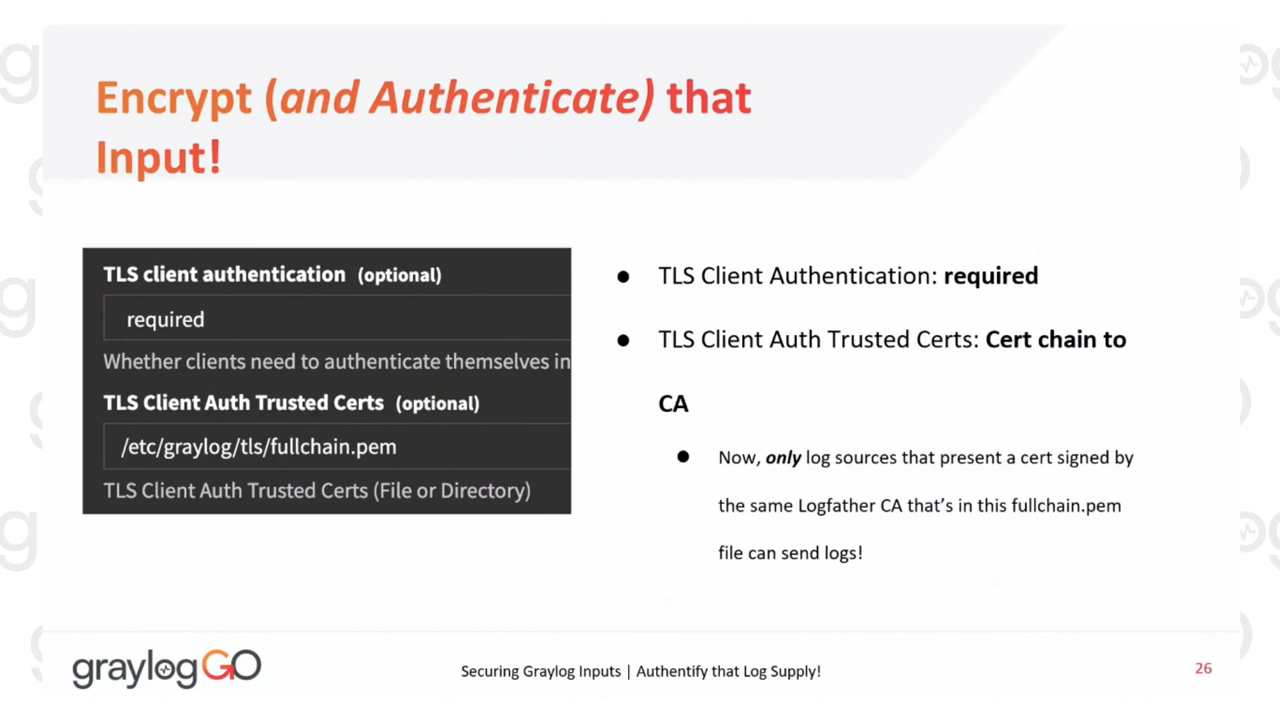 Encrypt (and Authenticate) that
Input!
TLS client authentication (optional)
required
Whether clients need to authenticate themselves in
TLS Client Auth Trusted Certs (optional)
/etc/graylog/tls/fullchain.pem
TLS Client Auth Trusted Certs (File or Directory)
● TLS Client Authentication: required
● TLS Client Auth Trusted Certs: Cert chain to
CA
● Now, only log sources that present a cert signed by
the same Logfather CA that’s in this fullchain.pem
file can send logs!
graylog GO
Securing Graylog Inputs | Authentify that Log Supply!
26